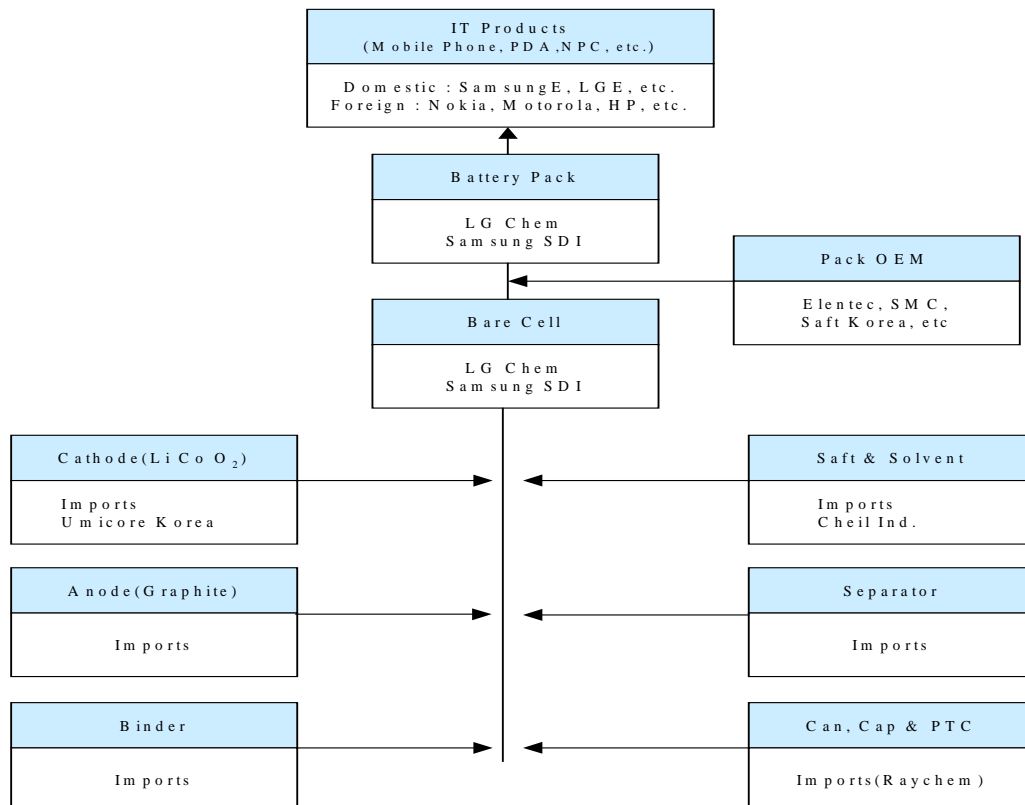 IT Products
(Mobile Phone, PDA,NPC, etc.)
Domestic : SamsungE, LGE, etc.
Foreign : Nokia, Motorola, HP, etc.
Battery Pack
LG Chem
Samsung SDI
Pack OEM
Elentec, SMC,
Saft Korea, etc
Bare Cell
LG Chem
Samsung SDI
Cathode(LiCoO₂)
Imports
Umicore Korea
Saft & Solvent
Imports
Cheil Ind.
Anode(Graphite)
Imports
Separator
Imports
Binder
Imports
Can, Cap & PTC
Imports(Raychem)